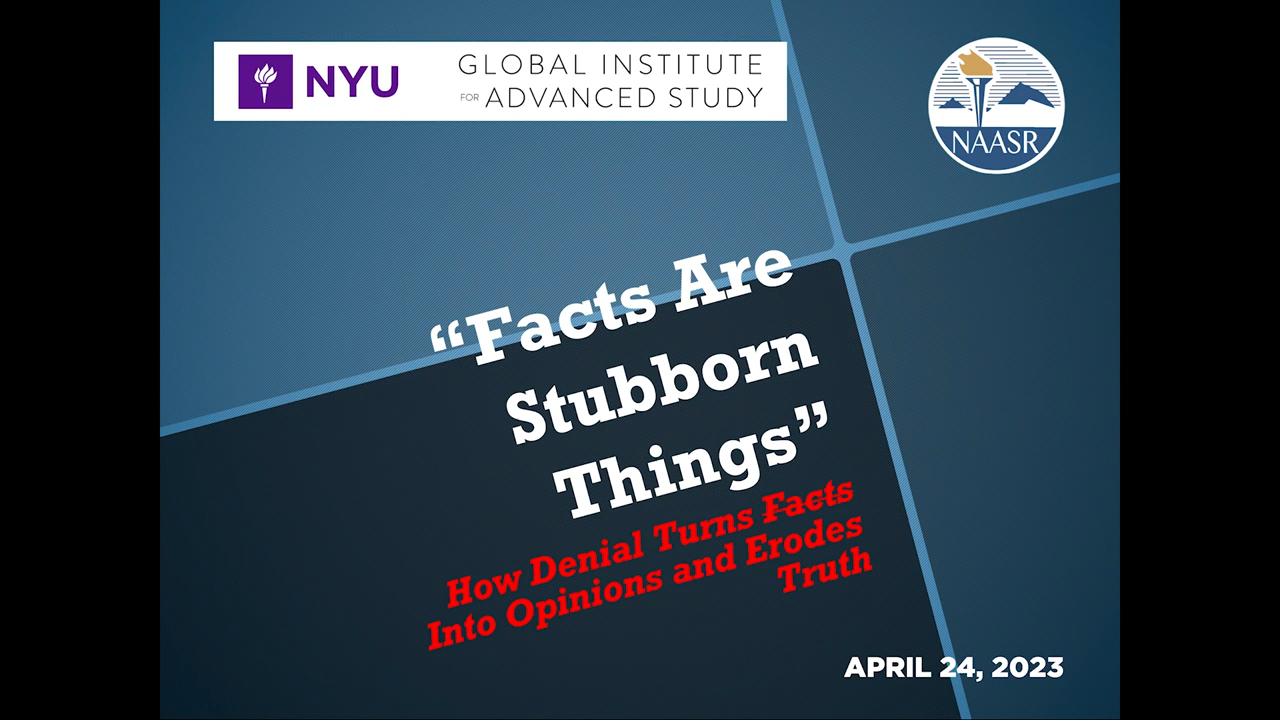 NYU
GLOBAL INSTITUTE
FOR ADVANCED STUDY
NAASR
“Facts Are
Stubborn
Things”
How Denial Turns Facts
Into Opinions and Erodes
Truth
APRIL 24, 2023